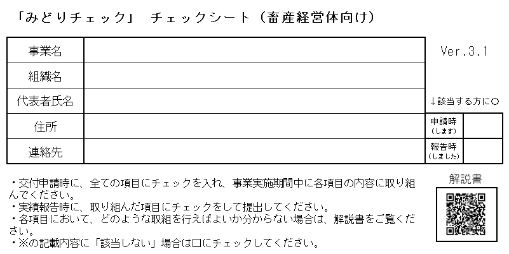 「みどりチェック」 チェックシート（畜産経営体向け）
事業名
Ver.3.1
組織名
代表者氏名
↓該当する方に○
住所
申請時
（します）
連絡先
報告時
（しました）
解説書
・交付申請時に、全ての項目にチェックを入れ、事業実施期間中に各項目の内容に取り組
んでください。
・実績報告時に、取り組んだ項目にチェックをして提出してください。
・各項目において、どのような取組を行えばよいか分からない場合は、解説書をご覧くだ
さい。
・※の記載内容に「該当しない」場合は□にチェックしてください。